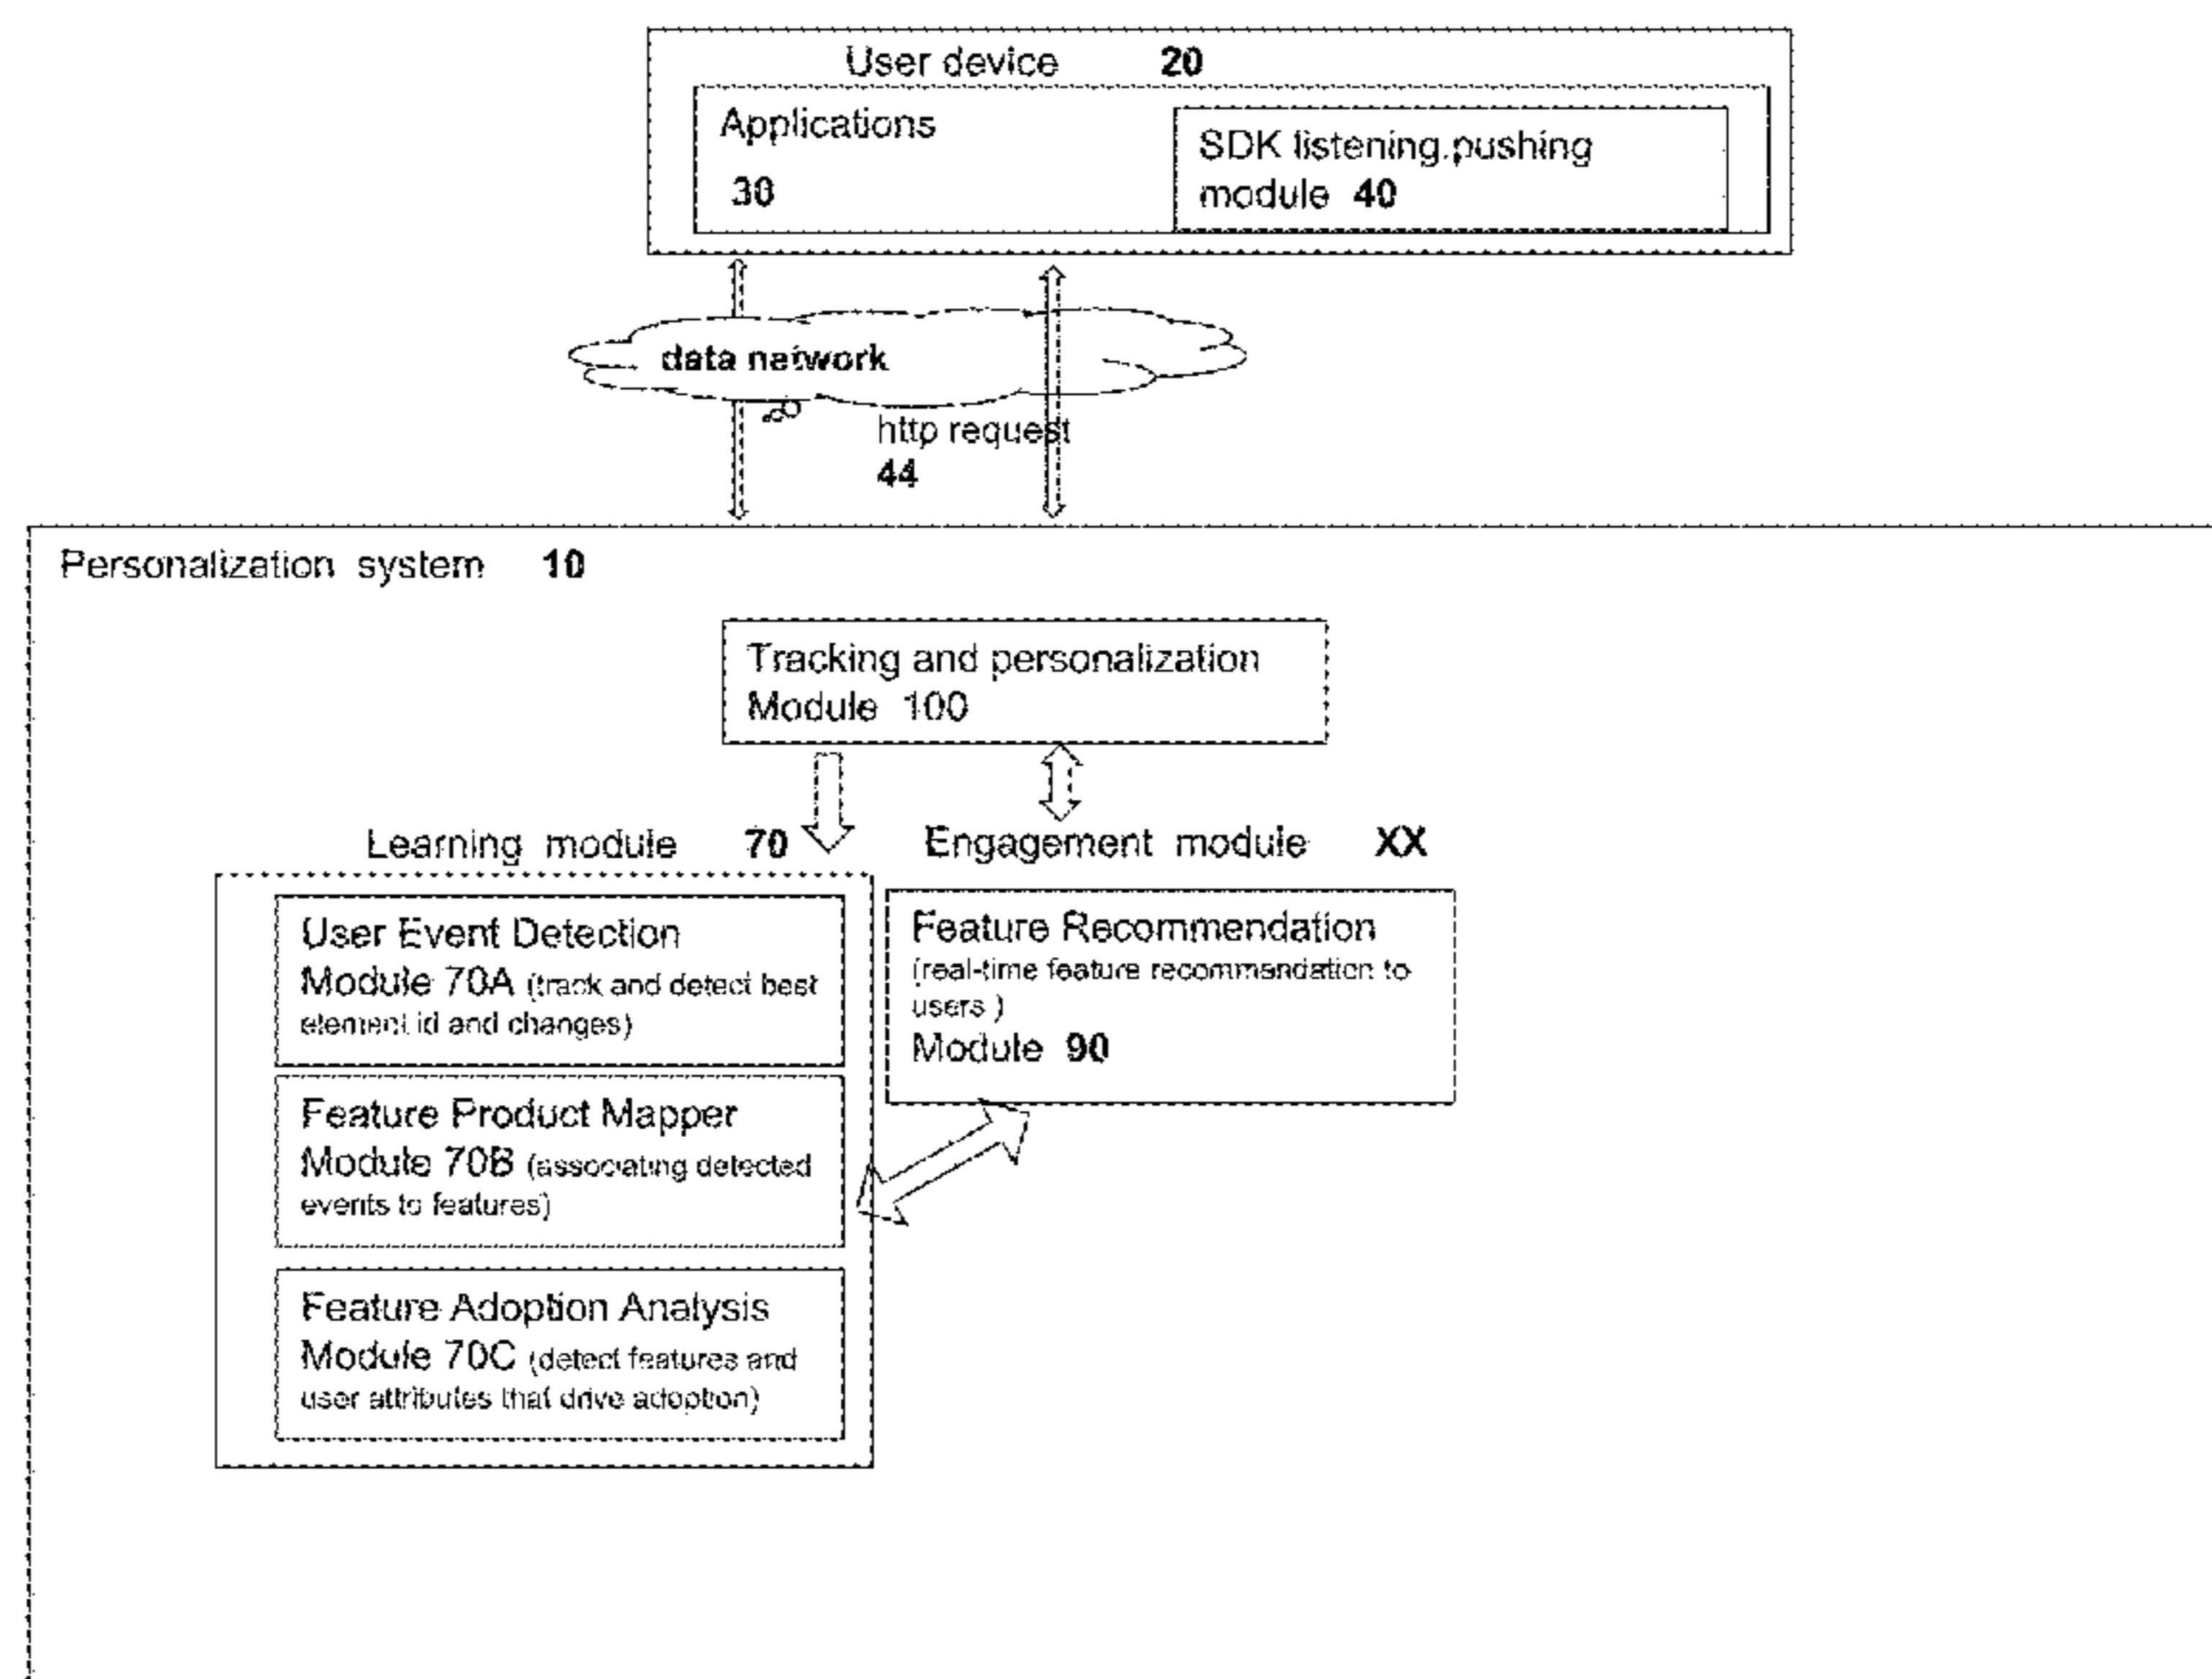 User device 20
Applications
30
SDK listening.pushing
module 40
data network
http request
44
Personalization system 10
Tracking and personalization
Module 100
Learning module 70
Engagement module XX
User Event Detection
Module 70A (track and detect best
element id and changes)
Feature Recommendation
(real-time feature recommendation to
users )
Module 90
Feature Product Mapper
Module 70B (associating detected
events to features)
Feature Adoption Analysis
Module 70C (detect features and
user attributes that drive adoption)